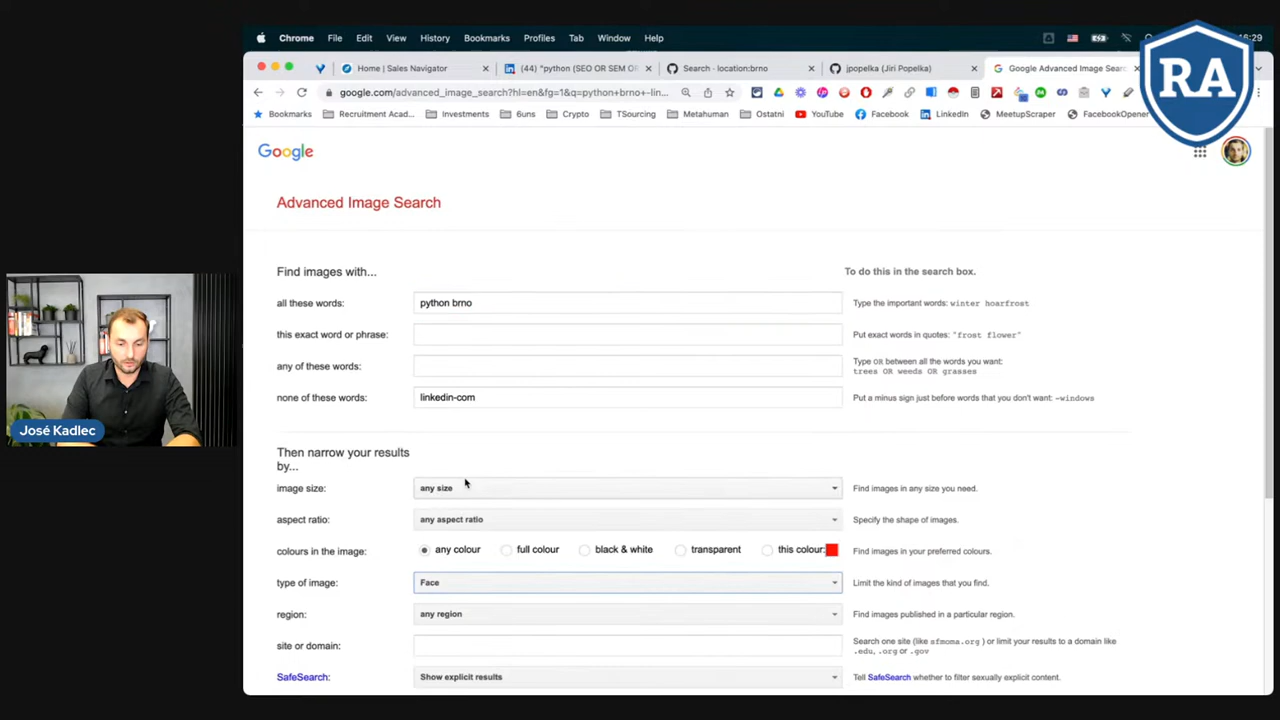 Chrome File Edit View History Bookmarks Profiles Tab Window Help
Home | Sales Navigator
(44) "python (SEO OR SEM OR
Search · location:brno
jpopelka (Jiri Popelka)
Google Advanced Image Sear
google.com/advanced_image_search?hl=en&fg=1&q=python+brno+-lin...
Bookmarks Recruitment Acad... Investments 6uns Crypto TSourcing Metahuman Ostatni YouTube Facebook LinkedIn MeetupScraper FacebookOpener
RA
Google
Advanced Image Search
Find images with...
To do this in the search box.
all these words: python brno Type the important words: winter hoarfrost
this exact word or phrase: Put exact words in quotes: "frost flower"
any of these words: Type OR between all the words you want:
trees OR weeds OR grasses
none of these words: linkedin-com Put a minus sign just before words that you don't want: -windows
Then narrow your results
by...
image size: any size Find images in any size you need.
aspect ratio: any aspect ratio Specify the shape of images.
colours in the image: any colour full colour black & white transparent this colour: Find images in your preferred colours.
type of image: Face Limit the kind of images that you find.
region: any region Find images published in a particular region.
site or domain: Search one site (like sfmoma.org ) or limit your results to a domain like
.edu, .org or .gov
SafeSearch: Show explicit results Tell SafeSearch whether to filter sexually explicit content.
José Kadlec